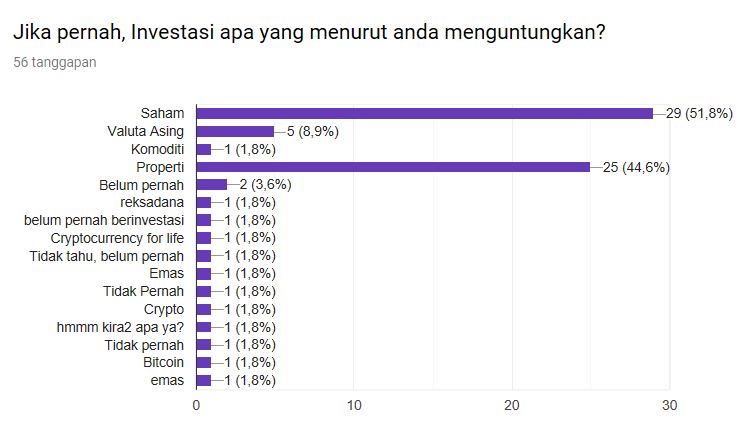 Jika pernah, Investasi apa yang menurut anda menguntungkan?
56 tanggapan
Saham 29 (51,8%)
Valuta Asing 5 (8,9%)
Komoditi 1 (1,8%)
Properti 25 (44,6%)
Belum pernah 2 (3,6%)
reksadana 1 (1,8%)
belum pernah berinvestasi 1 (1,8%)
Cryptocurrency for life 1 (1,8%)
Tidak tahu, belum pernah 1 (1,8%)
Emas 1 (1,8%)
Tidak Pernah 1 (1,8%)
Crypto 1 (1,8%)
hmmm kira2 apa ya? 1 (1,8%)
Tidak pernah 1 (1,8%)
Bitcoin 1 (1,8%)
emas 1 (1,8%)
0 10 20 30